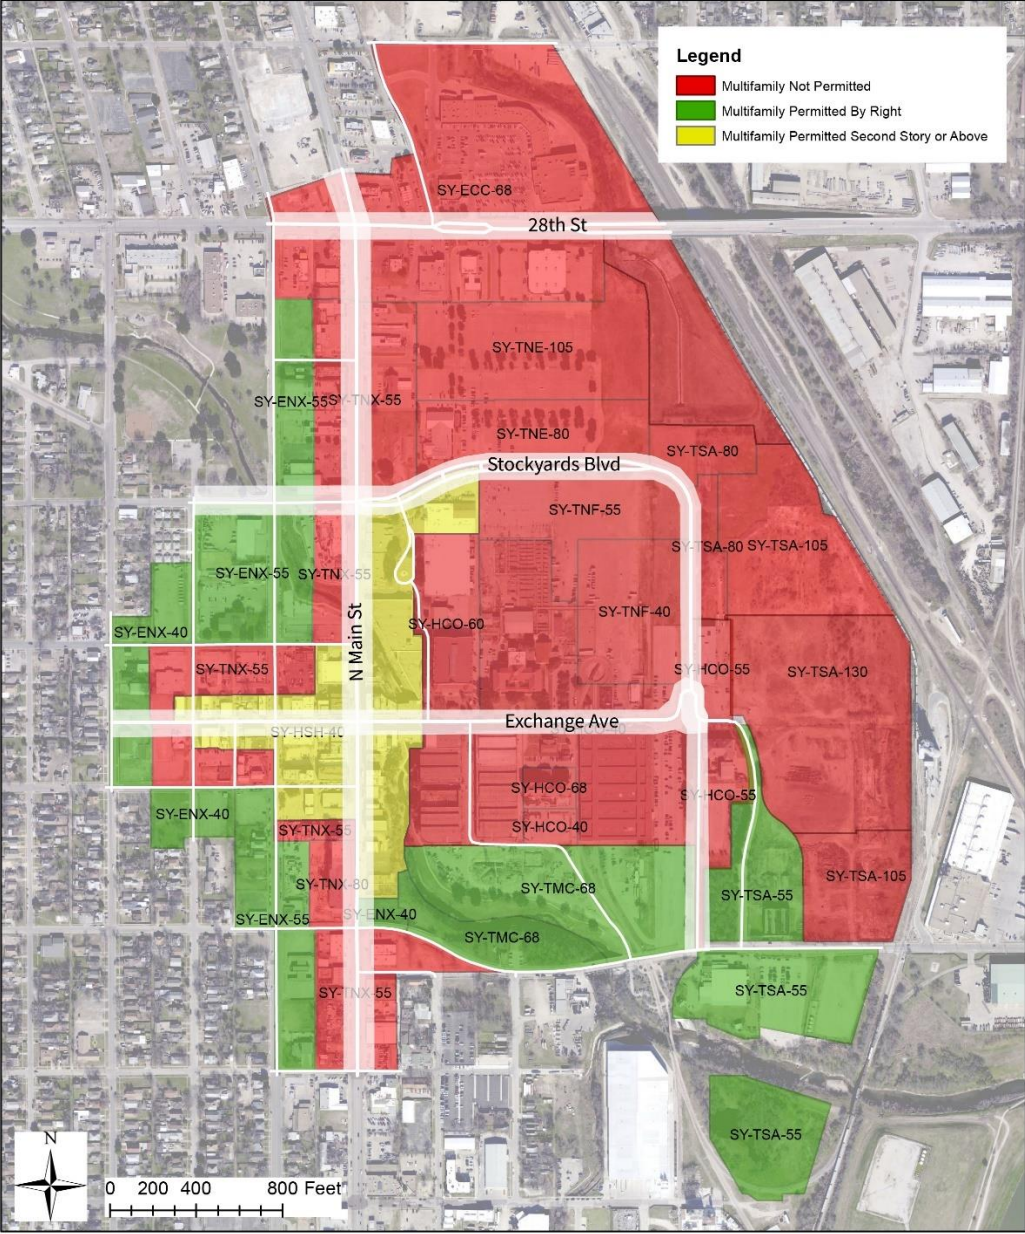 Legend
Multifamily Not Permitted
Multifamily Permitted By Right
Multifamily Permitted Second Story or Above
SY-ECC-68
28th St
SY-TNE-105
SY-ENX-55
SY-TNX-55
SY-TNE-80
SY-TSA-80
Stockyards Blvd
SY-TNF-55
SY-TSA-80
SY-TSA-105
SY-ENX-55
SY-TNX-55
SY-TNF-40
SY-HCO-60
SY-ENX-40
N Main St
SY-TNX-55
SY-HCO-55
SY-TSA-130
Exchange Ave
SY-HSH-40
SY-HCO-68
SY-HCO-55
SY-ENX-40
SY-HCO-40
SY-TNX-55
SY-TNX-80
SY-TMC-68
SY-TSA-55
SY-TSA-105
SY-ENX-55
SY-ENX-40
SY-TMC-68
SY-TNX-55
SY-TSA-55
SY-TSA-55
N
0 200 400 800 Feet